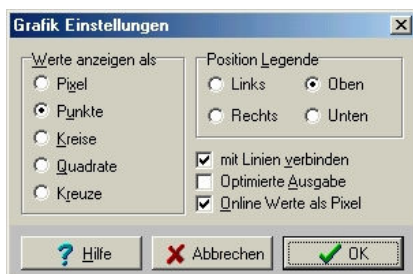 Grafik Einstellungen
Werte anzeigen als
Pixel
Punkte
Kreise
Quadrate
Kreuze
Position Legende
Links
Oben
Rechts
Unten
mit Linien verbinden
Optimierte Ausgabe
Online Werte als Pixel
Hilfe
Abbrechen
OK